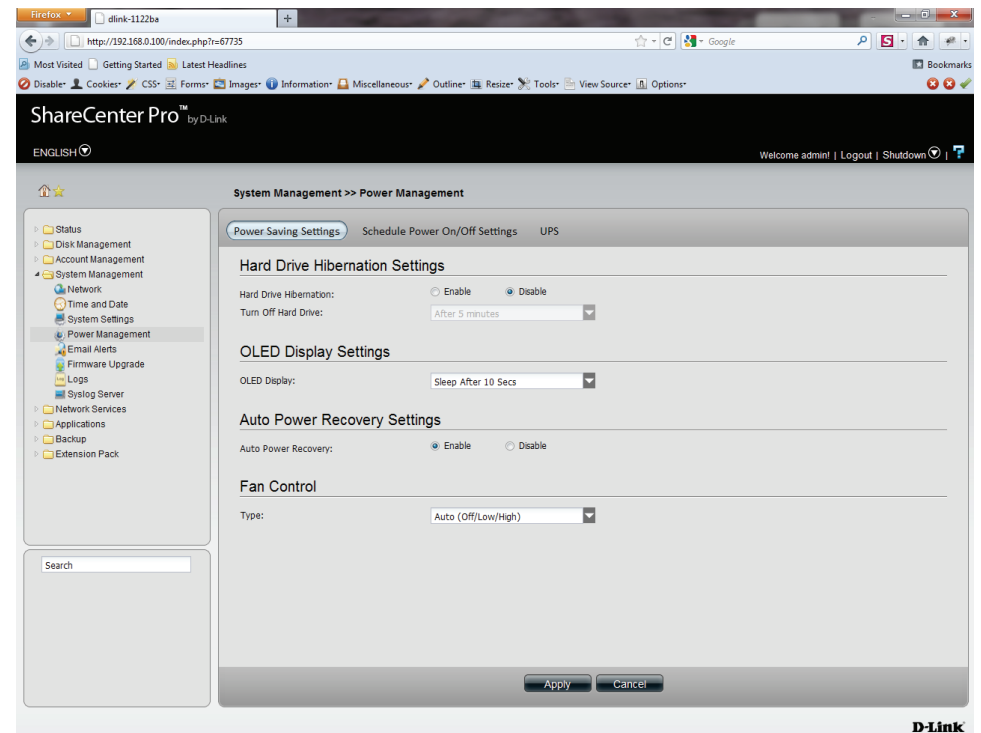 Firefox
dlink-1122ba
+
http://192.168.0.100/index.php?r=67735
Google
S
Most Visited Getting Started Latest Headlines Bookmarks
Disable Cookies CSS Forms Images Information Miscellaneous Outline Resize Tools View Source Options
ShareCenter Pro™ by D-Link
ENGLISH
Welcome admin! | Logout | Shutdown | ?
System Management >> Power Management
Status
Disk Management
Account Management
System Management
Network
Time and Date
System Settings
Power Management
Email Alerts
Firmware Upgrade
Logs
Syslog Server
Network Services
Applications
Backup
Extension Pack
Search
Power Saving Settings Schedule Power On/Off Settings UPS
Hard Drive Hibernation Settings
Hard Drive Hibernation: Enable Disable
Turn Off Hard Drive: After 5 minutes
OLED Display Settings
OLED Display: Sleep After 10 Secs
Auto Power Recovery Settings
Auto Power Recovery: Enable Disable
Fan Control
Type: Auto (Off/Low/High)
Apply Cancel
D-Link